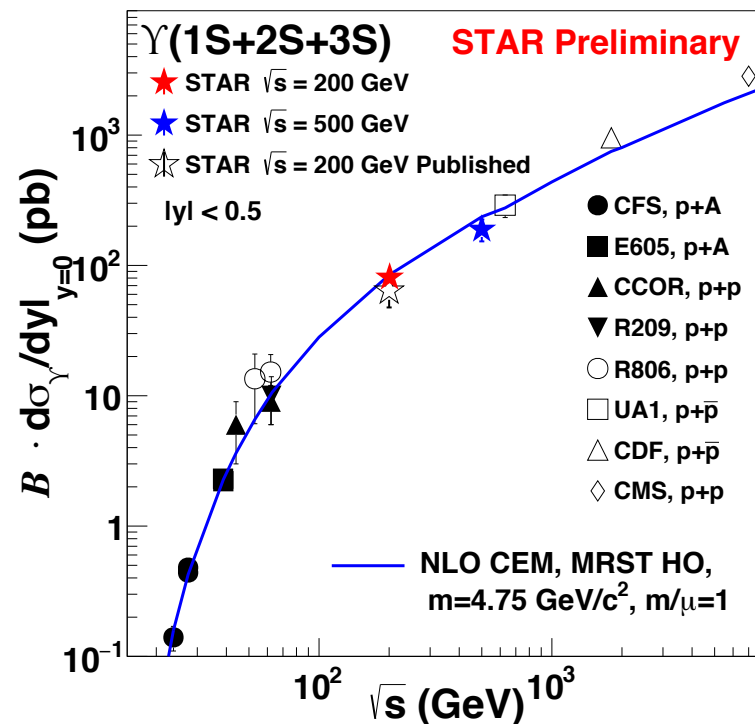 ϒ(1S+2S+3S)
STAR Preliminary
STAR √s = 200 GeV
STAR √s = 500 GeV
STAR √s = 200 GeV Published
|y| < 0.5
CFS, p+A
E605, p+A
CCOR, p+p
R209, p+p
R806, p+p
UA1, p+p̅
CDF, p+p̅
CMS, p+p
NLO CEM, MRST HO,
m=4.75 GeV/c², m/μ=1
B · dσ_ϒ/dy|_{y=0} (pb)
10³
10²
10
1
10⁻¹
10²
10³
√s (GeV)